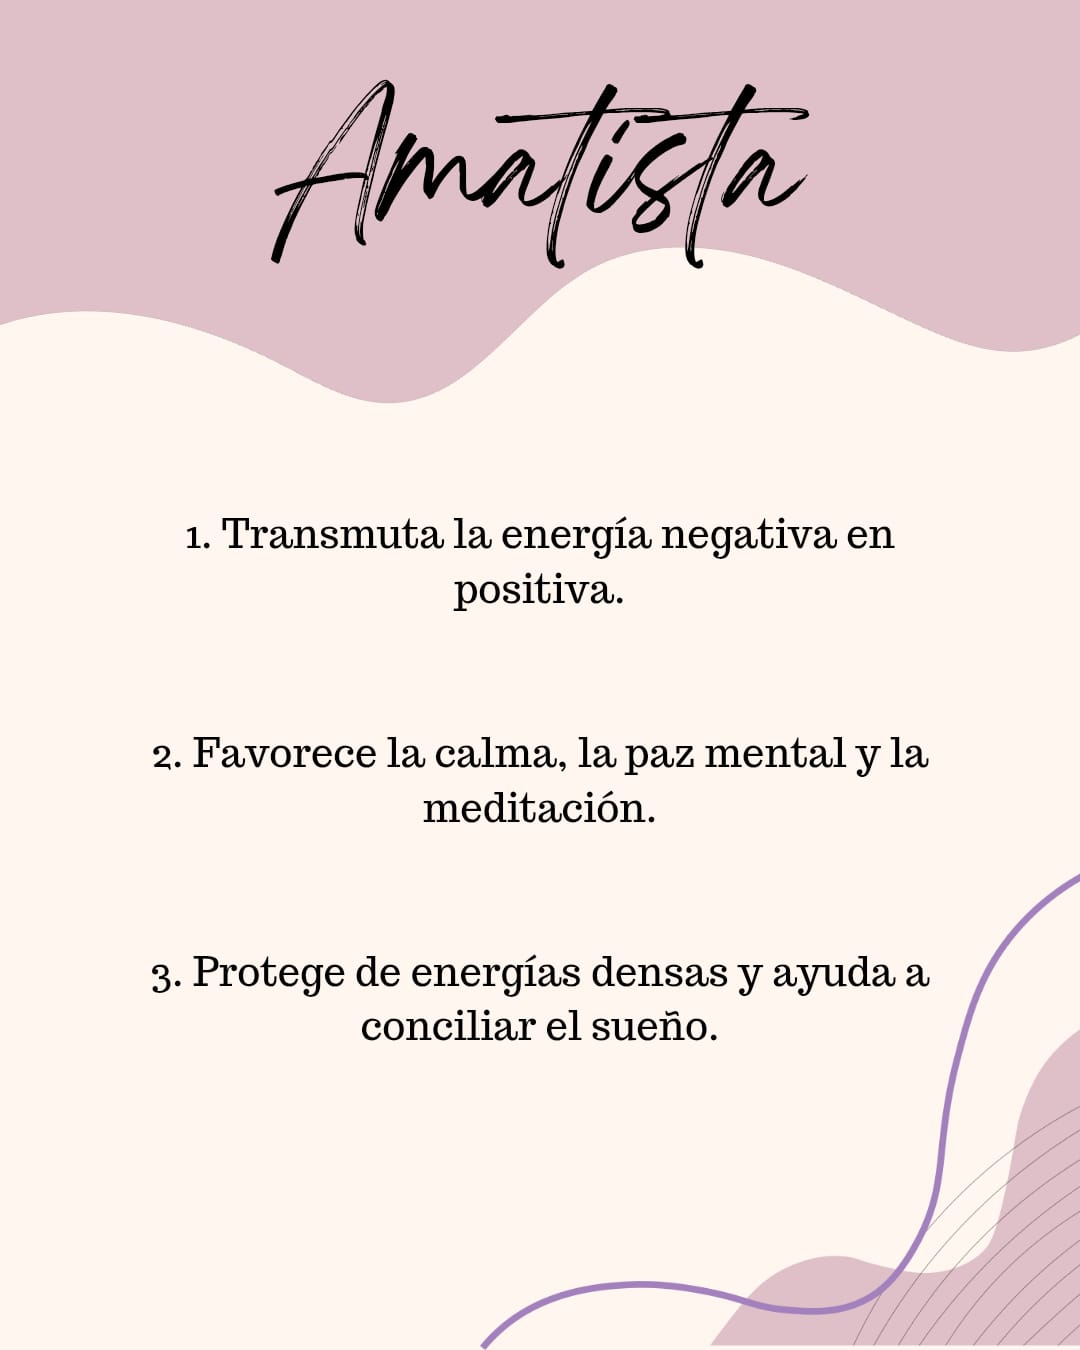 Amatista
1. Transmuta la energía negativa en
positiva.
2. Favorece la calma, la paz mental y la
meditación.
3. Protege de energías densas y ayuda a
conciliar el sueño.